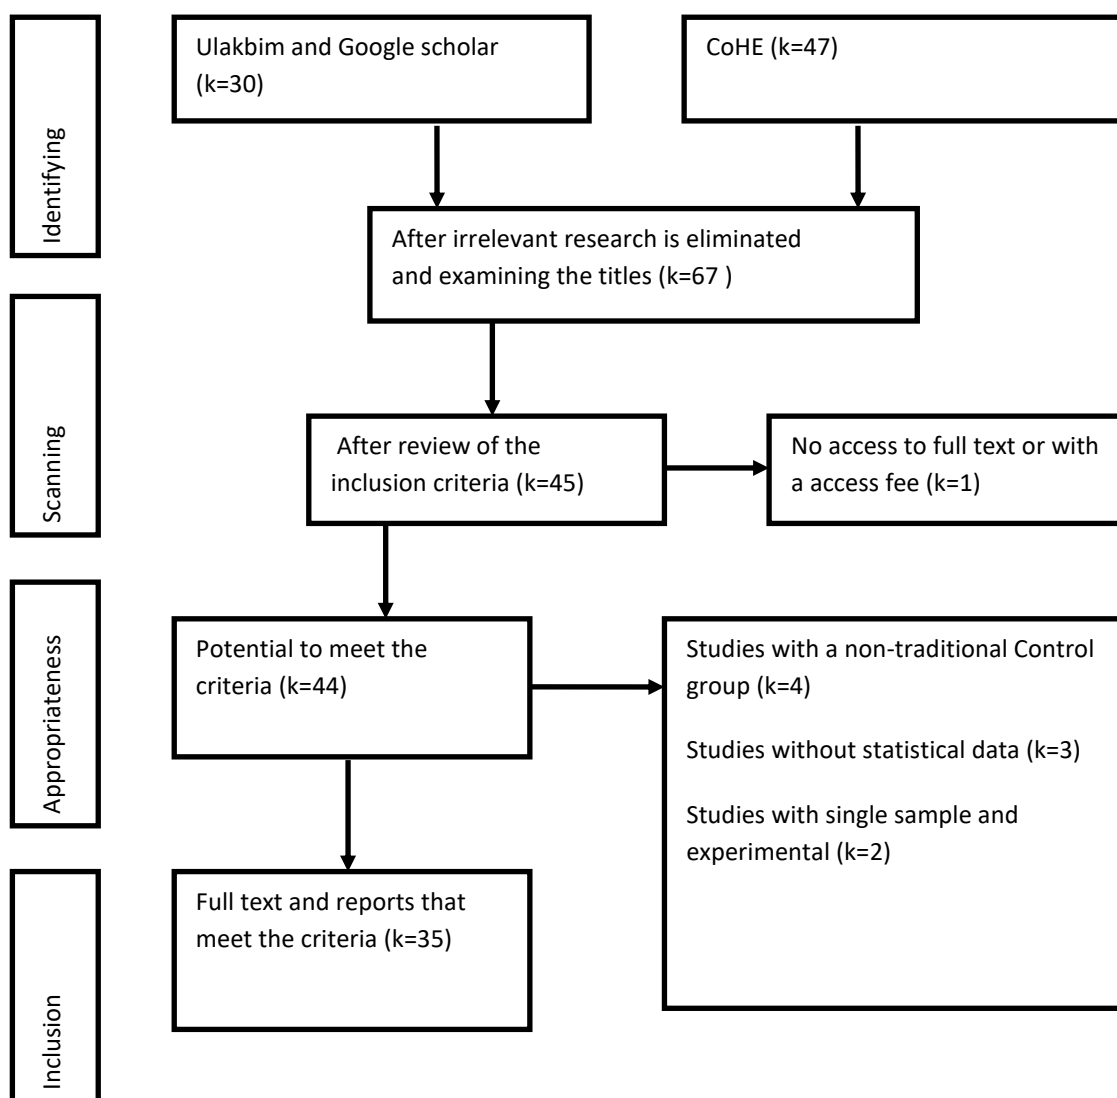 Identifying
Ulakbim and Google scholar
(k=30)
CoHE (k=47)
After irrelevant research is eliminated
and examining the titles (k=67 )
Scanning
After review of the
inclusion criteria (k=45)
No access to full text or with
a access fee (k=1)
Appropriateness
Potential to meet the
criteria (k=44)
Studies with a non-traditional Control
group (k=4)
Studies without statistical data (k=3)
Studies with single sample and
experimental (k=2)
Inclusion
Full text and reports that
meet the criteria (k=35)